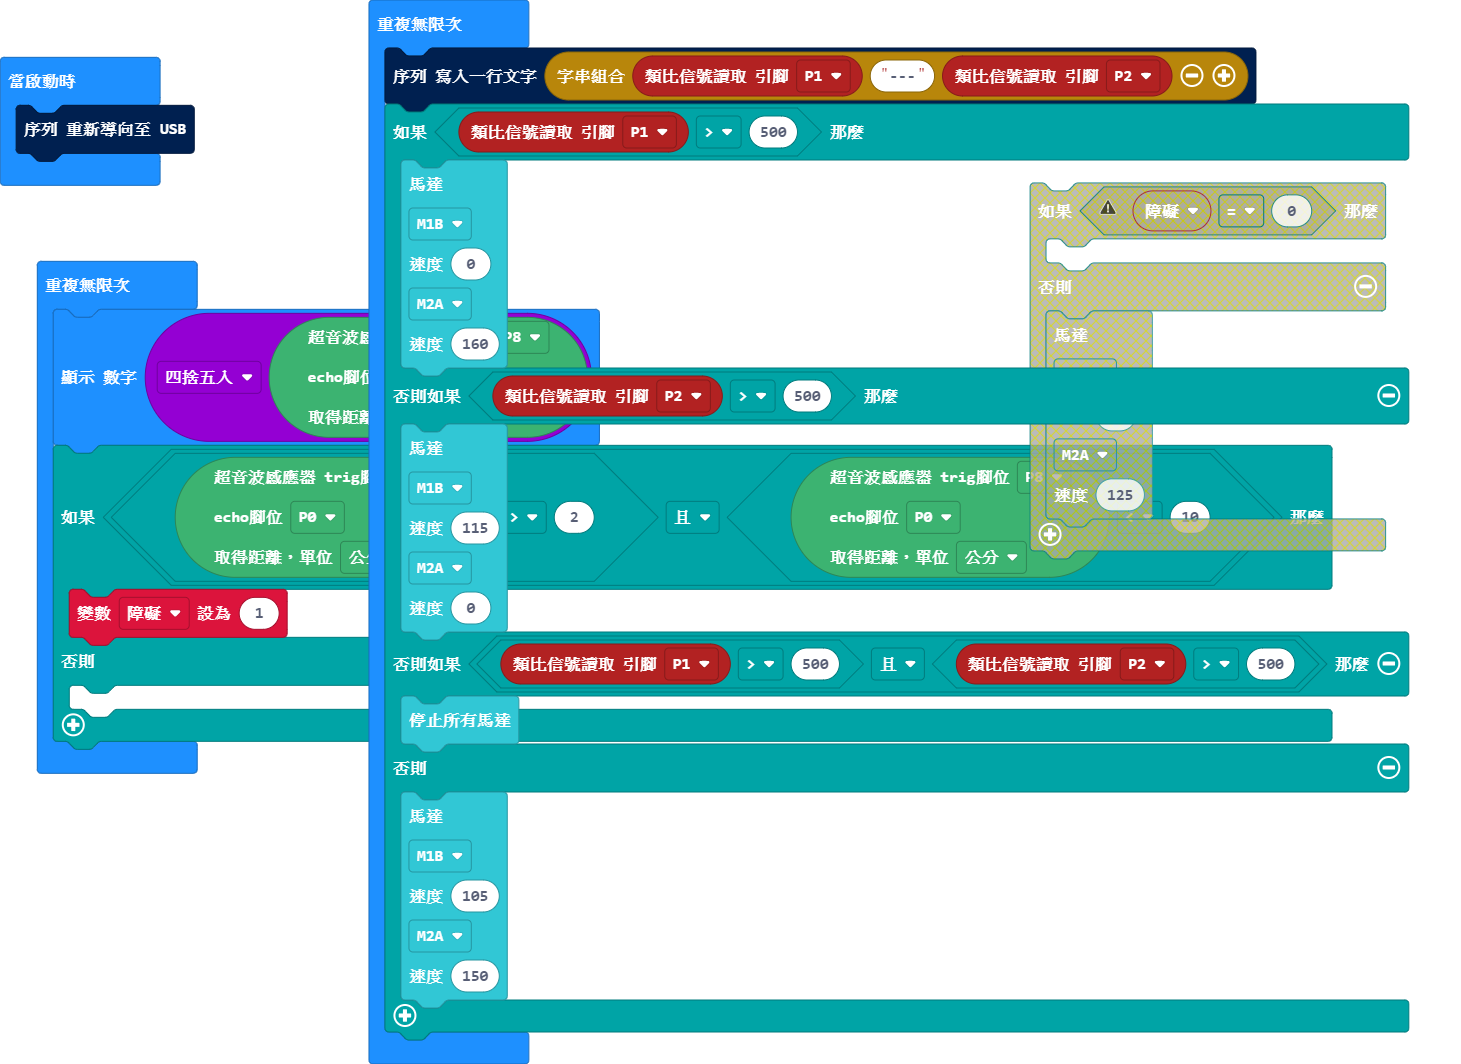 當啟動時
序列 重新導向至 USB
重複無限次
顯示 數字 四捨五入
P8
echo腳位
取得距離
如果 超音波感應器 trig腳
echo腳位 P0
取得距離，單位
> 2 且
超音波感應器 trig腳位
echo腳位 P0
取得距離，單位 公分
10 那麼
變數 障礙 設為 1
否則
重複無限次
序列 寫入一行文字 字串組合 類比信號讀取 引腳 P1 "---" 類比信號讀取 引腳 P2
如果 類比信號讀取 引腳 P1 > 500 那麼
馬達
M1B
速度 0
M2A
速度 160
否則如果 類比信號讀取 引腳 P2 > 500 那麼
馬達
M1B
速度 115
M2A
速度 0
否則如果 類比信號讀取 引腳 P1 > 500 且 類比信號讀取 引腳 P2 > 500 那麼
停止所有馬達
否則
馬達
M1B
速度 105
M2A
速度 150
如果 障礙 = 0 那麼
否則
馬達
M2A
速度 125